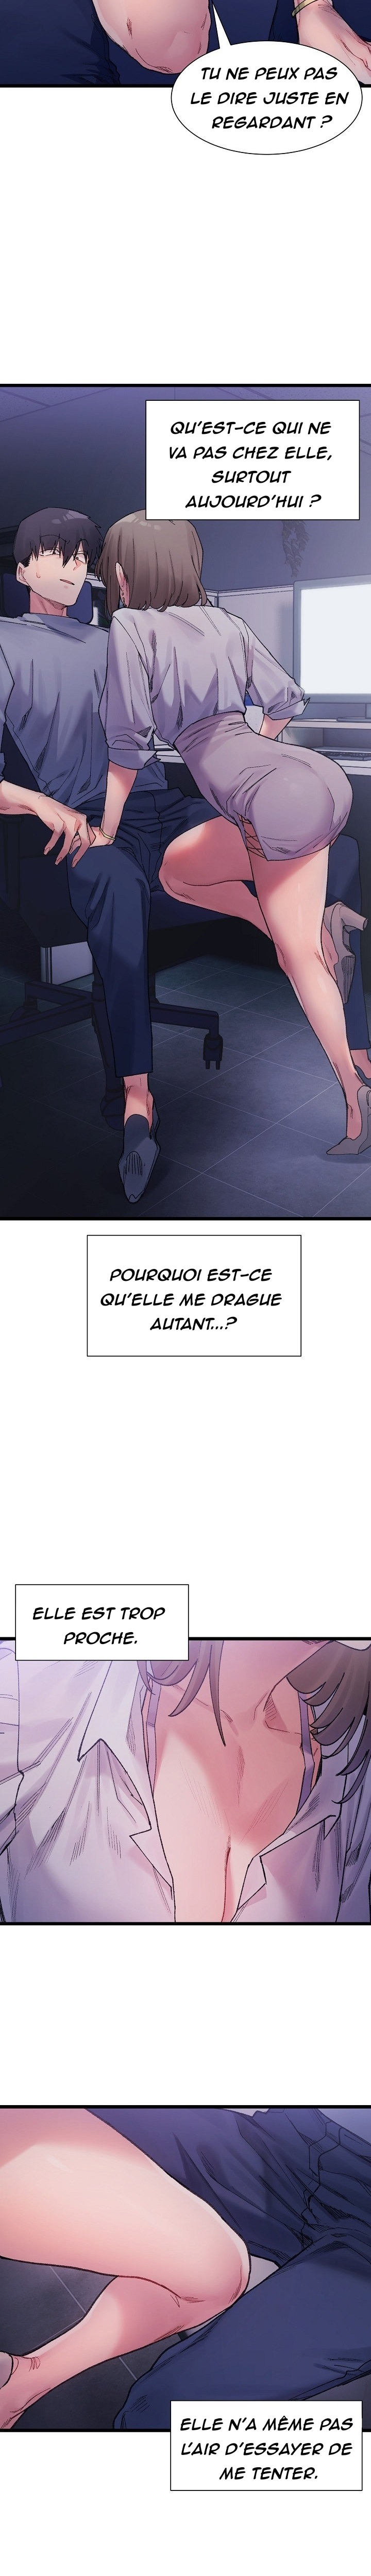 TU NE PEUX PAS
LE DIRE JUSTE EN
REGARDANT ?
QU'EST-CE QUI NE
VA PAS CHEZ ELLE,
SURTOUT
AUJOURD'HUI ?
POURQUOI EST-CE
QU'ELLE ME DRAGUE
AUTANT...?
ELLE EST TROP
PROCHE.
ELLE N'A MÊME PAS
L'AIR D'ESSAYER DE
ME TENTER.